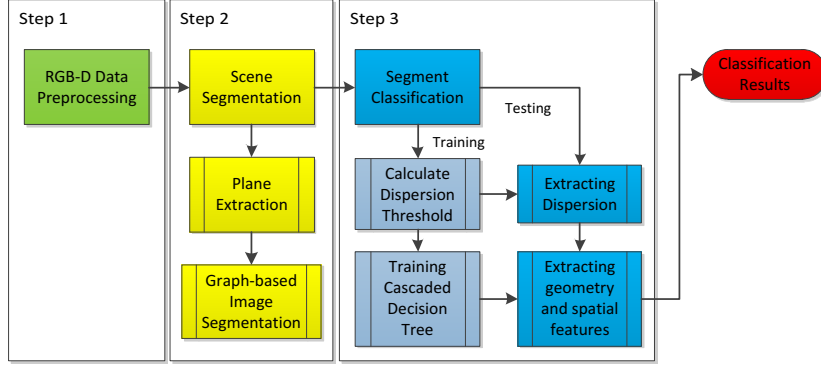 Step 1
RGB-D Data
Preprocessing
Step 2
Scene
Segmentation
Plane
Extraction
Graph-based
Image
Segmentation
Step 3
Segment
Classification
Training
Testing
Calculate
Dispersion
Threshold
Extracting
Dispersion
Training
Cascaded
Decision
Tree
Extracting
geometry
and spatial
features
Classification
Results